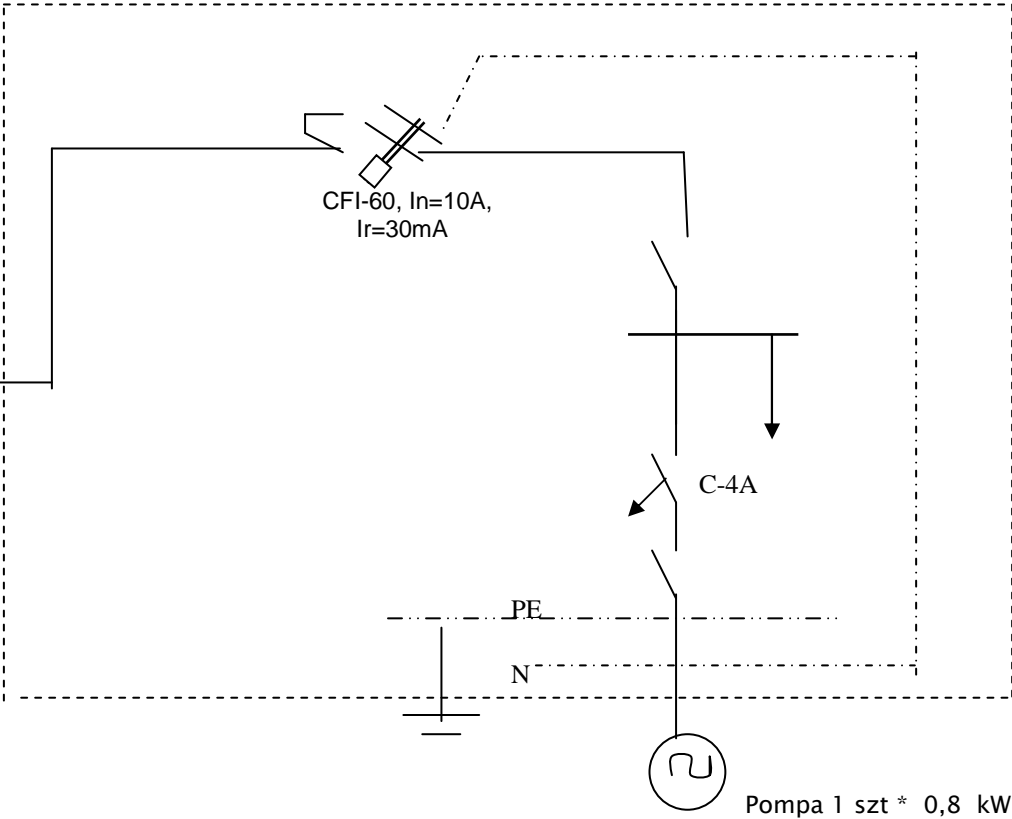 CFI-60, In=10A,
Ir=30mA
C-4A
PE
N
Pompa 1 szt * 0,8 kW